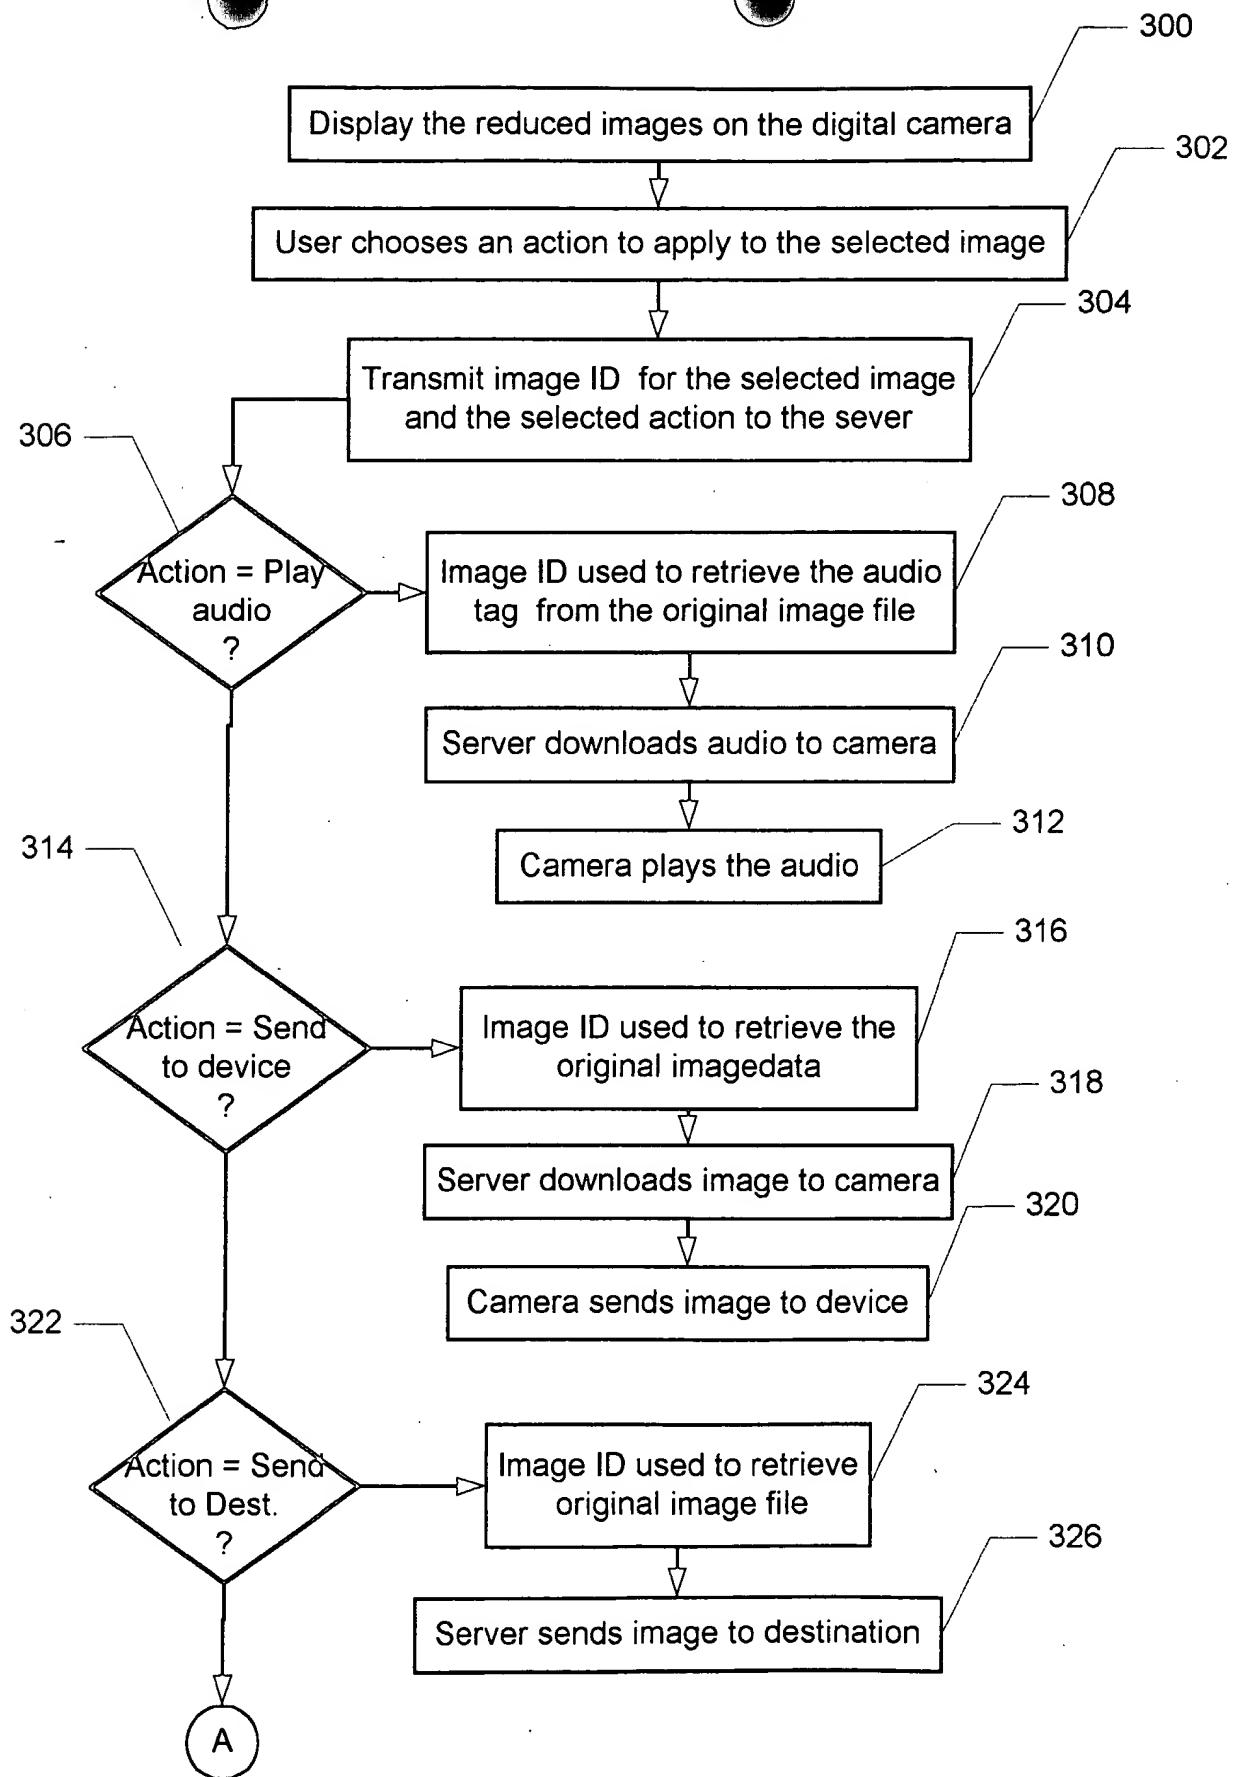 300
Display the reduced images on the digital camera
302
User chooses an action to apply to the selected image
304
Transmit image ID for the selected image
and the selected action to the sever
306
Action = Play
audio
?
308
Image ID used to retrieve the audio
tag from the original image file
310
Server downloads audio to camera
312
Camera plays the audio
314
Action = Send
to device
?
316
Image ID used to retrieve the
original imagedata
318
Server downloads image to camera
320
Camera sends image to device
322
Action = Send
to Dest.
?
324
Image ID used to retrieve
original image file
326
Server sends image to destination
A